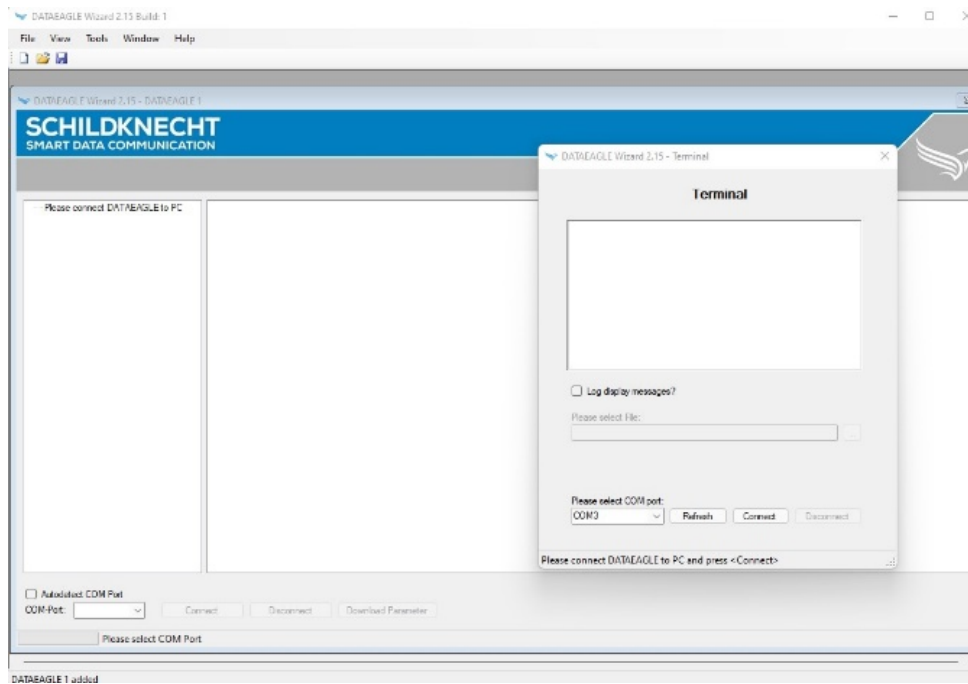 DATAEAGLE Wizard 2.15 Build: 1
File View Tools Window Help
DATAEAGLE Wizard 2.15 - DATAEAGLE 1
SCHILDKNECHT
SMART DATA COMMUNICATION
Please connect DATAEAGLE to PC
DATAEAGLE Wizard 2.15 - Terminal
Terminal
Log display messages?
Please select File:
...
Please select COM port:
COM3 Refresh Connect Disconnect
Please connect DATAEAGLE to PC and press <Connect>
Autodetect COM Port
COM-Port: Connect Disconnect Download Parameter
Please select COM Port
DATAEAGLE 1 added